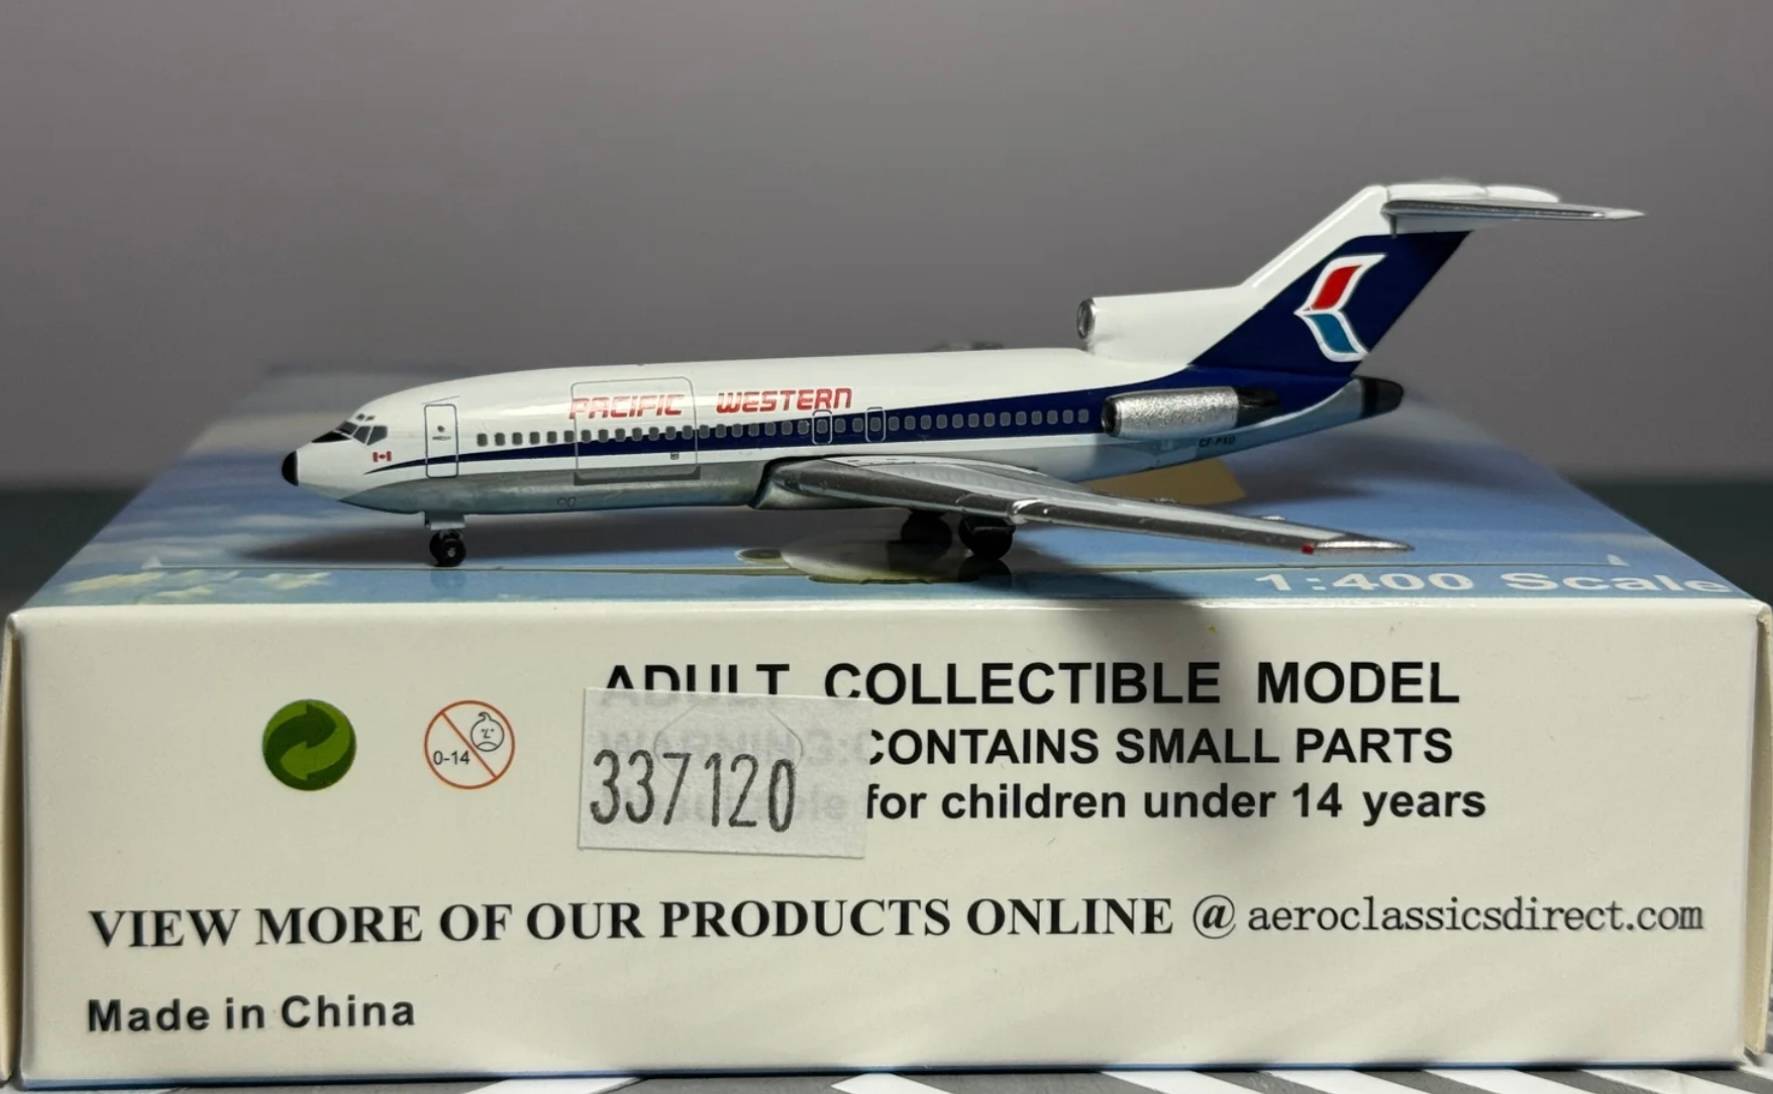 PACIFIC WESTERN
1:400 Scale
ADULT COLLECTIBLE MODEL
WARNING: CONTAINS SMALL PARTS
for children under 14 years
0-14
337120
VIEW MORE OF OUR PRODUCTS ONLINE @ aeroclassicsdirect.com
Made in China